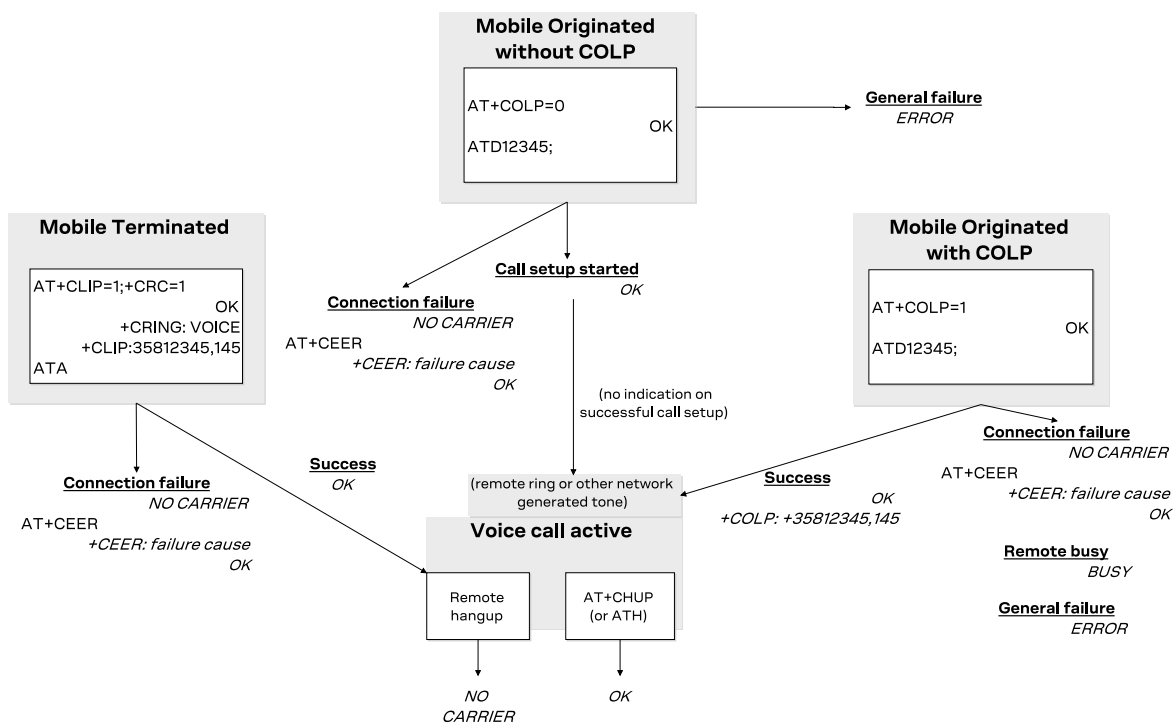 Mobile Originated
without COLP
AT+COLP=0
OK
ATD12345;
General failure
ERROR
Mobile Terminated
AT+CLIP=1;+CRC=1
OK
+CRING: VOICE
+CLIP:35812345,145
ATA
Mobile Originated
with COLP
AT+COLP=1
OK
ATD12345;
Call setup started
OK
Connection failure
NO CARRIER
AT+CEER
+CEER: failure cause
OK
(no indication on
successful call setup)
Connection failure
NO CARRIER
AT+CEER
+CEER: failure cause
OK
Success
OK
(remote ring or other network
generated tone)
Success
OK
+COLP: +35812345,145
Connection failure
NO CARRIER
AT+CEER
+CEER: failure cause
OK
Remote busy
BUSY
General failure
ERROR
Voice call active
Remote
hangup
AT+CHUP
(or ATH)
NO
CARRIER
OK